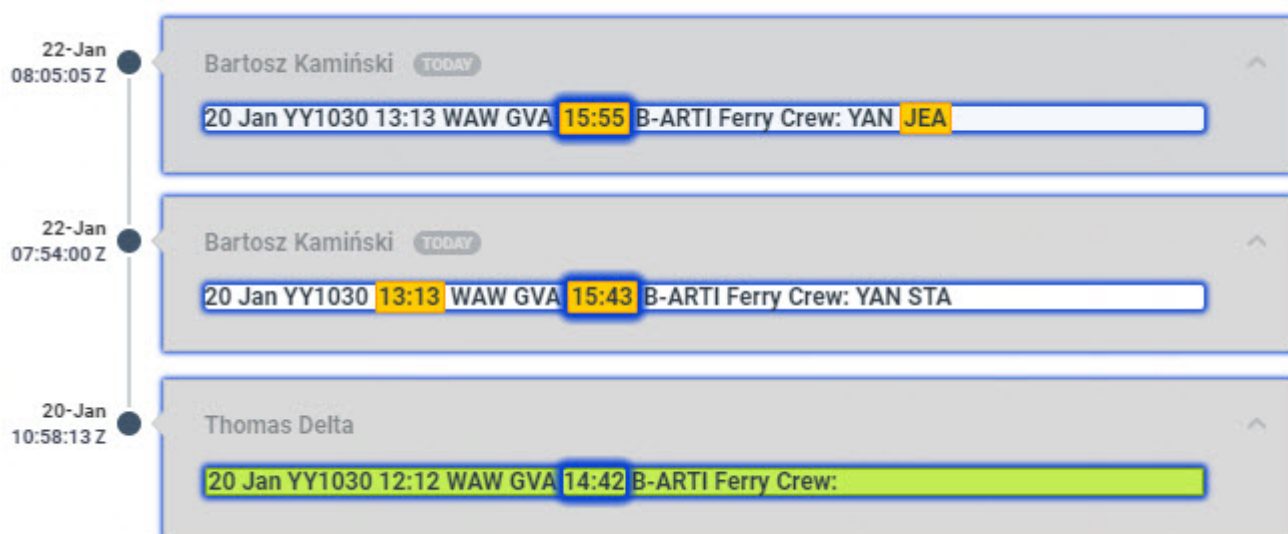 22-Jan
08:05:05 Z
Bartosz Kamiński TODAY
20 Jan YY1030 13:13 WAW GVA 15:55 B-ARTI Ferry Crew: YAN JEA
22-Jan
07:54:00 Z
Bartosz Kamiński TODAY
20 Jan YY1030 13:13 WAW GVA 15:43 B-ARTI Ferry Crew: YAN STA
20-Jan
10:58:13 Z
Thomas Delta
20 Jan YY1030 12:12 WAW GVA 14:42 B-ARTI Ferry Crew: